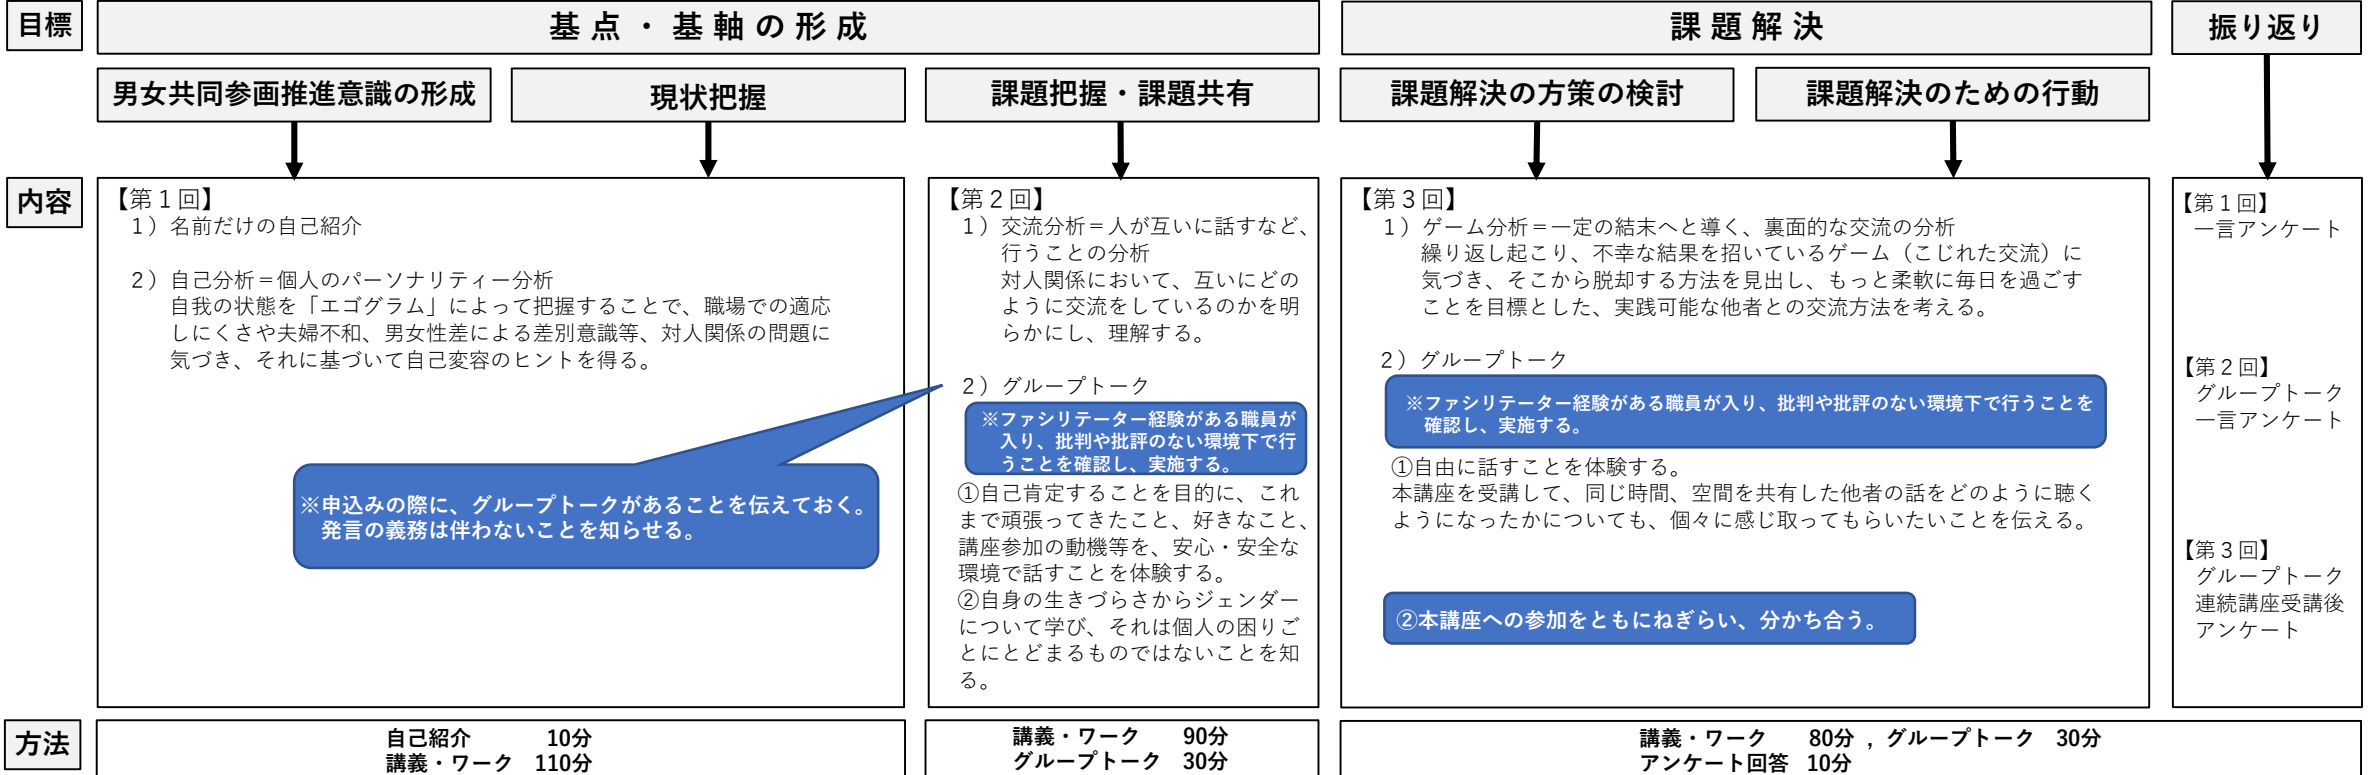 目標
基点・基軸の形成
課題解決
振り返り
男女共同参画推進意識の形成
現状把握
課題把握・課題共有
課題解決の方策の検討
課題解決のための行動
内容
【第１回】
１）名前だけの自己紹介
２）自己分析＝個人のパーソナリティー分析
自我の状態を「エゴグラム」によって把握することで、職場での適応
しにくさや夫婦不和、男女性差による差別意識等、対人関係の問題に
気づき、それに基づいて自己変容のヒントを得る。
※申込みの際に、グループトークがあることを伝えておく。
発言の義務は伴わないことを知らせる。
【第２回】
１）交流分析＝人が互いに話すなど、
行うことの分析
対人関係において、互いにどの
ように交流をしているのかを明
らかにし、理解する。
２）グループトーク
※ファシリテーター経験がある職員が
入り、批判や批評のない環境下で行
うことを確認し、実施する。
①自己肯定することを目的に、これ
まで頑張ってきたこと、好きなこと、
講座参加の動機等を、安心・安全な
環境で話すことを体験する。
②自身の生きづらさからジェンダー
について学び、それは個人の困りご
とにとどまるものではないことを知
る。
【第３回】
１）ゲーム分析＝一定の結末へと導く、裏面的な交流の分析
繰り返し起こり、不幸な結果を招いているゲーム（こじれた交流）に
気づき、そこから脱却する方法を見出し、もっと柔軟に毎日を過ごす
ことを目標とした、実践可能な他者との交流方法を考える。
２）グループトーク
※ファシリテーター経験がある職員が入り、批判や批評のない環境下で行うことを
確認し、実施する。
①自由に話すことを体験する。
本講座を受講して、同じ時間、空間を共有した他者の話をどのように聴く
ようになったかについても、個々に感じ取ってもらいたいことを伝える。
②本講座への参加をともにねぎらい、分かち合う。
【第１回】
一言アンケート
【第２回】
グループトーク
一言アンケート
【第３回】
グループトーク
連続講座受講後
アンケート
方法
自己紹介 10分
講義・ワーク 110分
講義・ワーク 90分
グループトーク 30分
講義・ワーク 80分 , グループトーク 30分
アンケート回答 10分